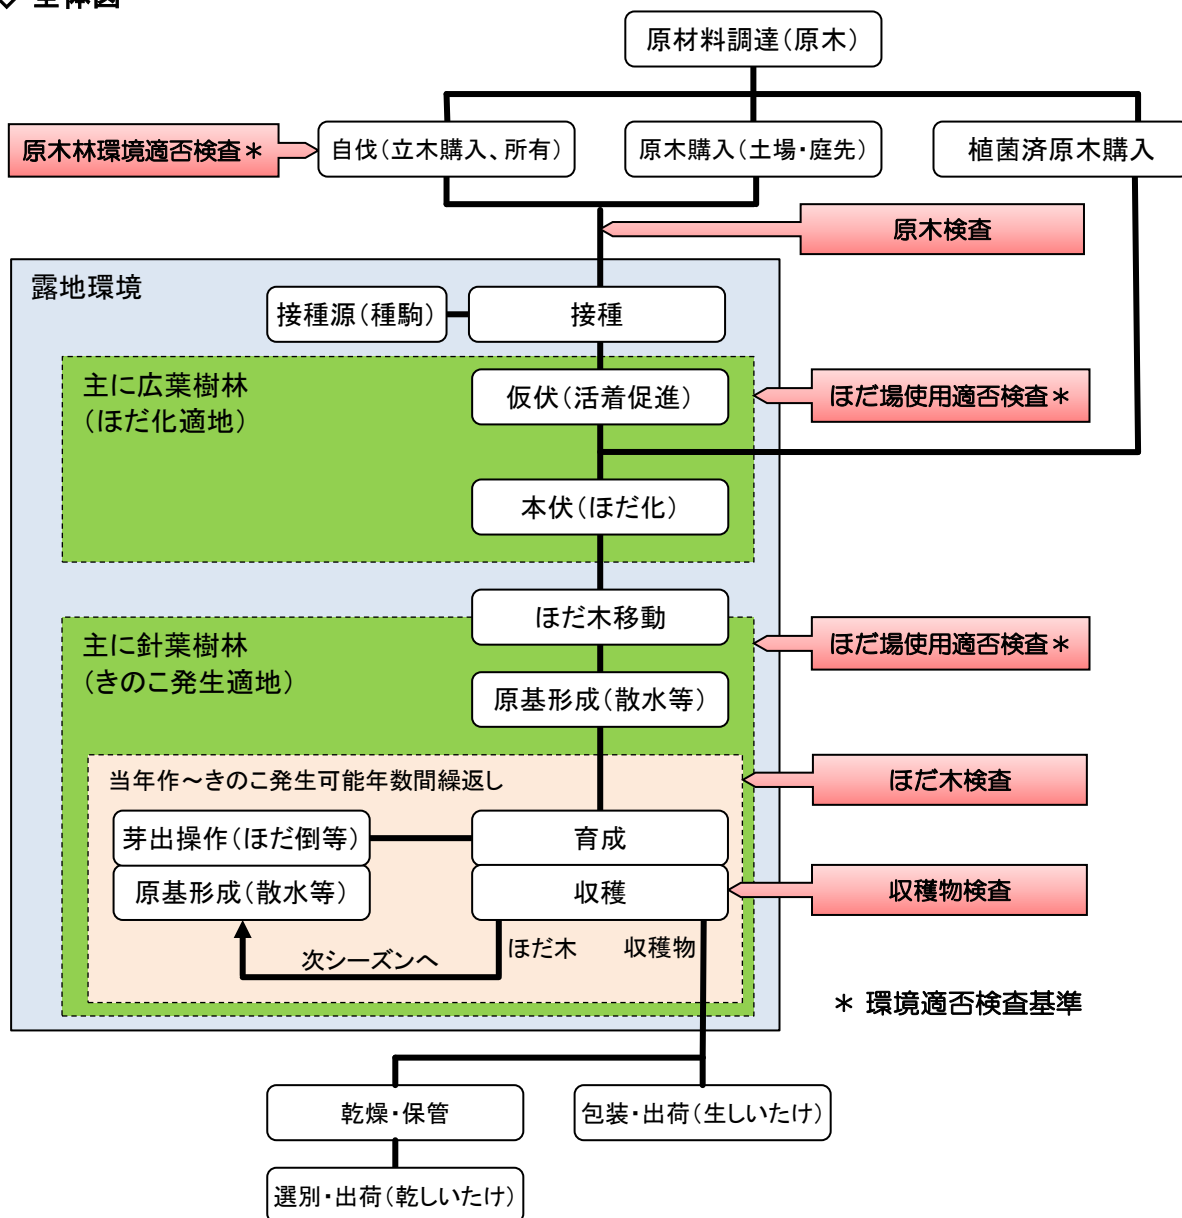 ◇ 全体図
原材料調達(原木)
原木林環境適否検査＊
自伐(立木購入、所有)
原木購入(土場・庭先)
植菌済原木購入
原木検査
露地環境
接種源(種駒)
接種
主に広葉樹林
(ほだ化適地)
仮伏(活着促進)
ほだ場使用適否検査＊
本伏(ほだ化)
ほだ木移動
主に針葉樹林
(きのこ発生適地)
ほだ場使用適否検査＊
原基形成(散水等)
当年作～きのこ発生可能年数間繰返し
ほだ木検査
芽出操作(ほだ倒等)
育成
原基形成(散水等)
収穫
収穫物検査
次シーズンへ
ほだ木
収穫物
＊ 環境適否検査基準
乾燥・保管
包装・出荷(生しいたけ)
選別・出荷(乾しいたけ)